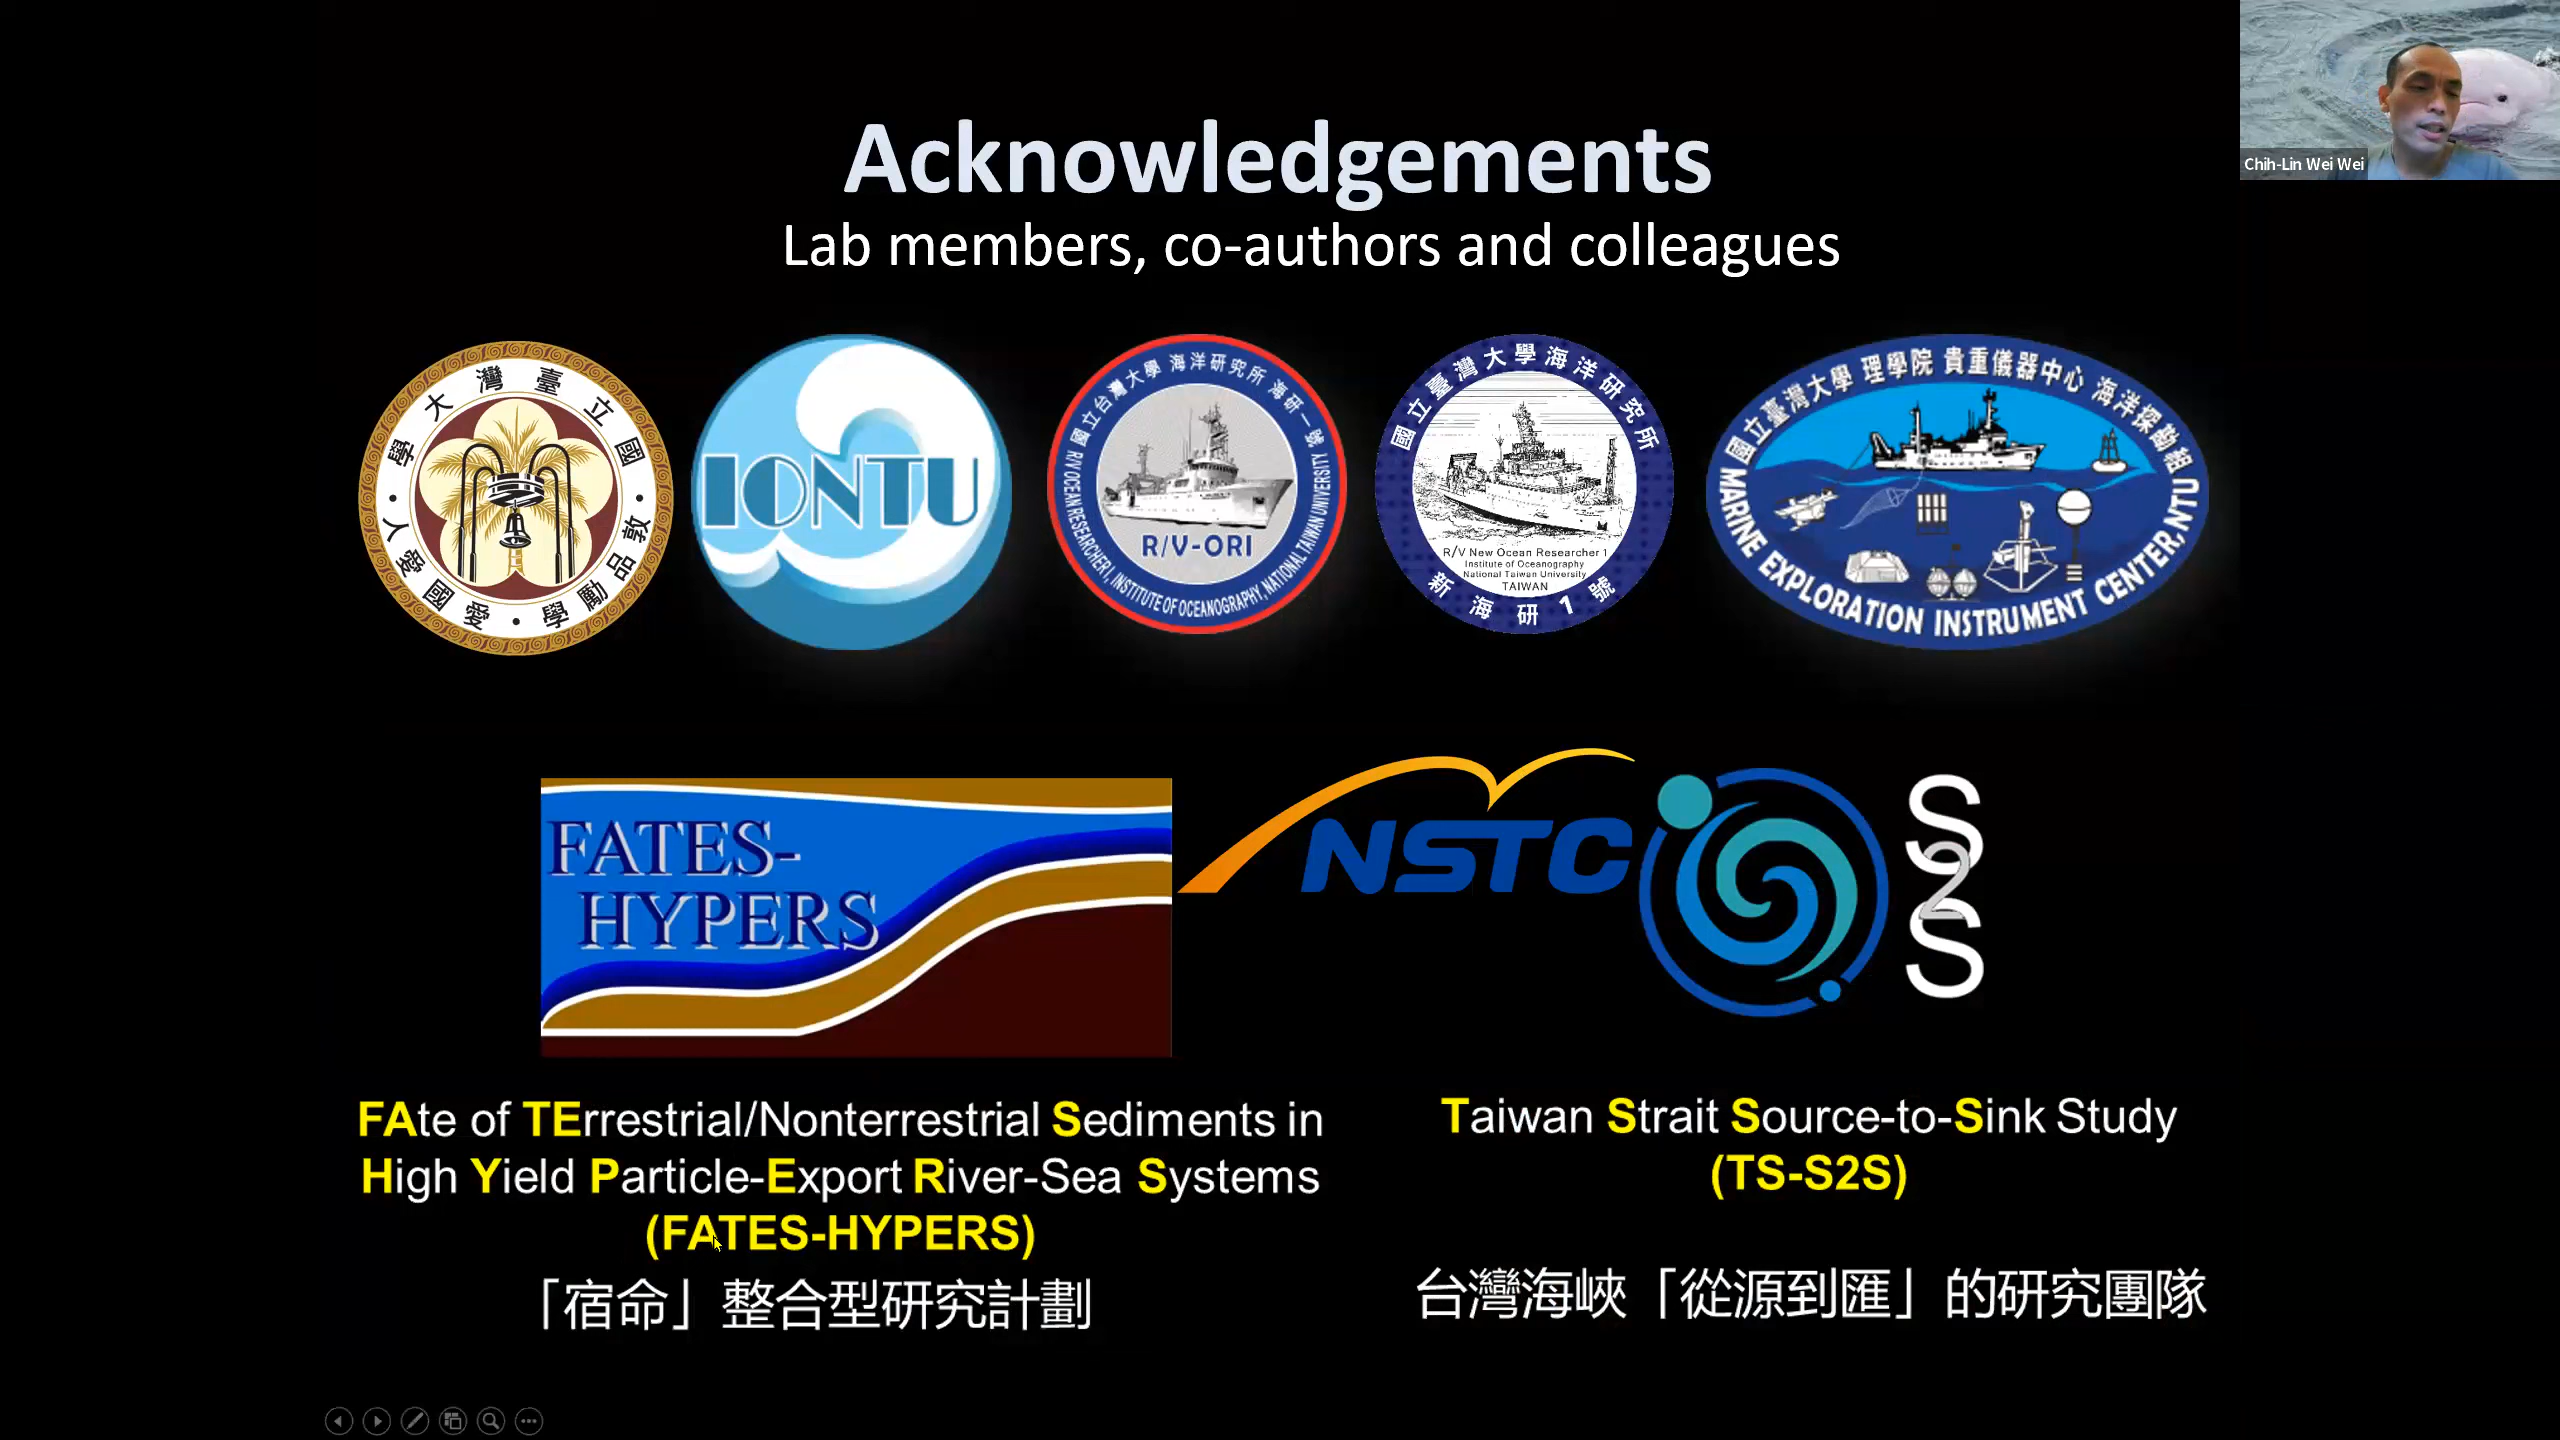 Chih-Lin Wei Wei
Acknowledgements
Lab members, co-authors and colleagues
國立臺灣大學
敦品勵學・愛國愛人
IONTU
國立台灣大學 海洋研究所 海研一號
R/V-ORI
R/V OCEAN RESEARCHER I, INSTITUTE OF OCEANOGRAPHY, NATIONAL TAIWAN UNIVERSITY
國立臺灣大學海洋研究所
R/V New Ocean Researcher 1
Institute of Oceanography
National Taiwan University
TAIWAN
新海研1號
國立臺灣大學 理學院 貴重儀器中心 海洋探勘組
MARINE EXPLORATION INSTRUMENT CENTER, NTU
FATES-
HYPERS
NSTC
S2S
FAte of TErrestrial/Nonterrestrial Sediments in
High Yield Particle-Export River-Sea Systems
(FATES-HYPERS)
「宿命」整合型研究計劃
Taiwan Strait Source-to-Sink Study
(TS-S2S)
台灣海峽「從源到匯」的研究團隊